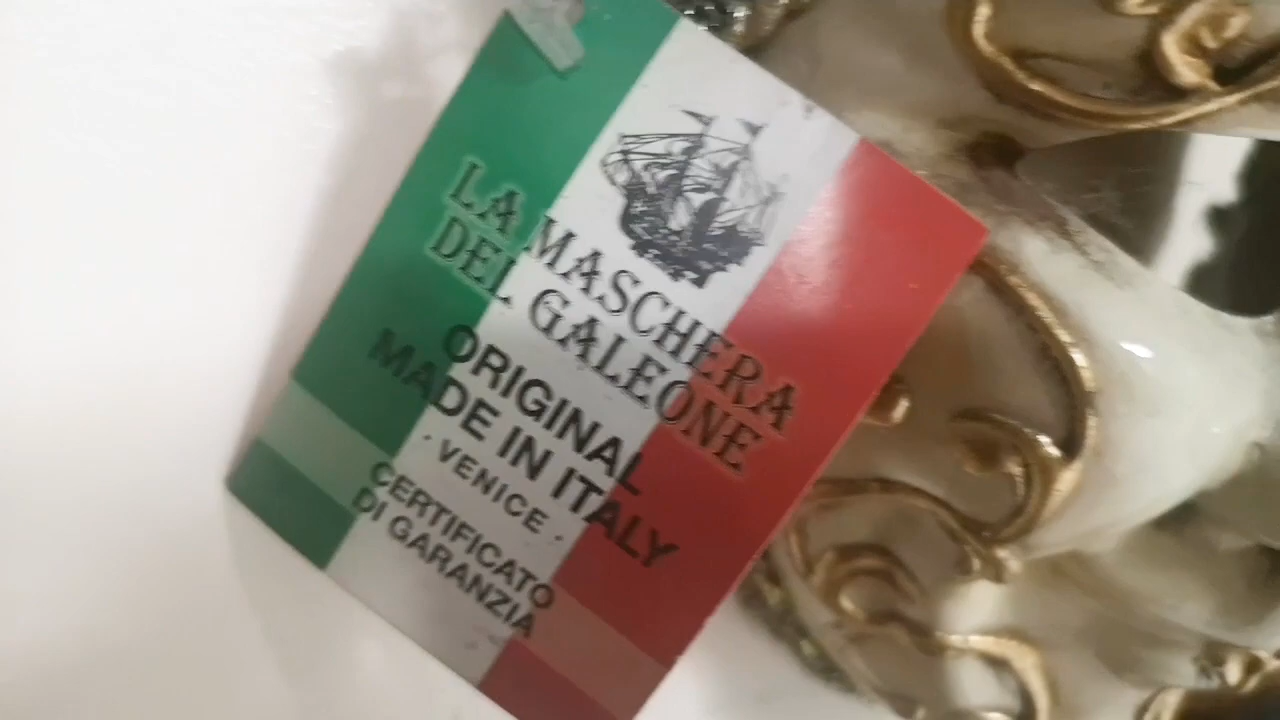 LA MASCHERA
DEL GALEONE
ORIGINAL
MADE IN ITALY
· VENICE ·
CERTIFICATO
DI GARANZIA